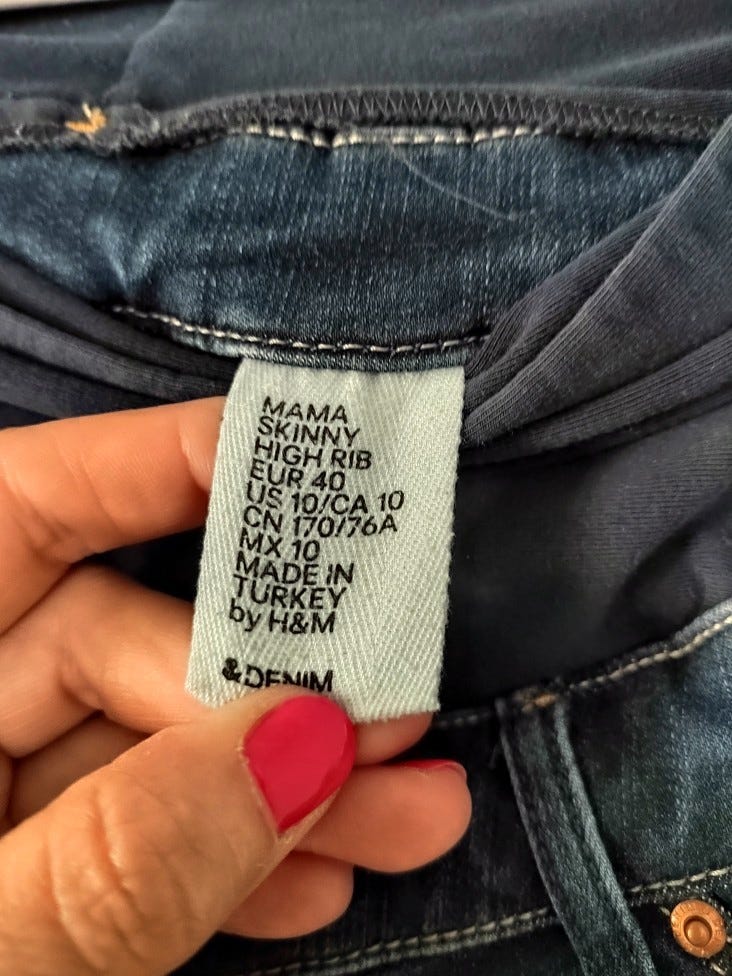 MAMA
SKINNY
HIGH RIB
EUR 40
US 10/CA 10
CN 170/76A
MX 10
MADE IN
TURKEY
by H&M
&DENIM